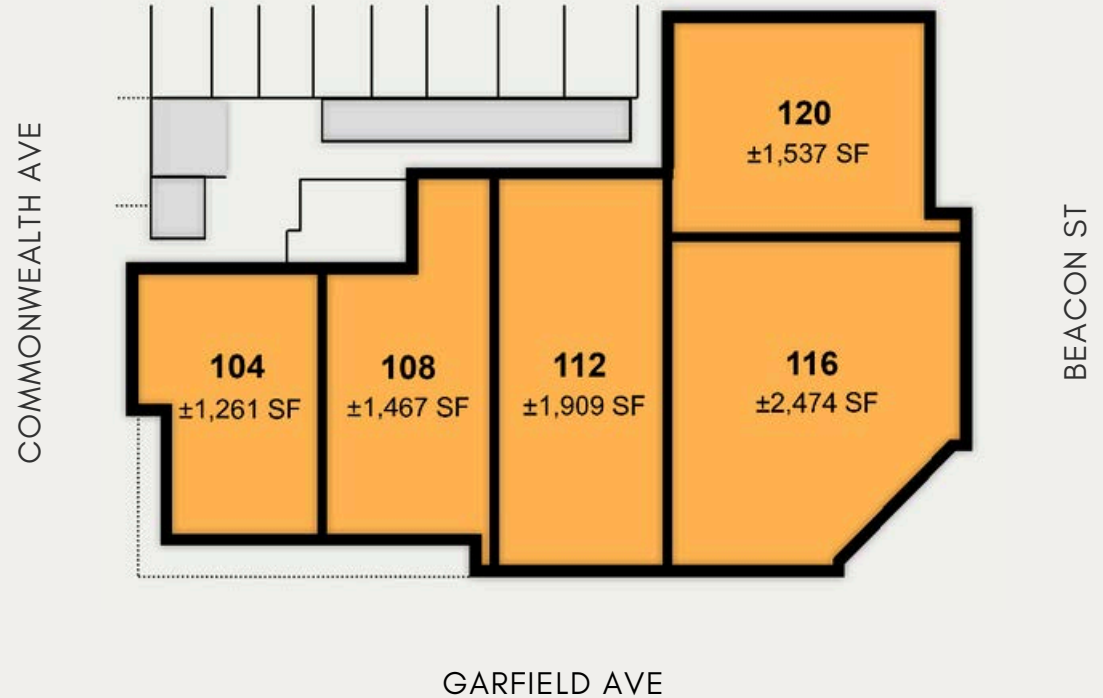 COMMONWEALTH AVE
120
±1,537 SF
104
±1,261 SF
108
±1,467 SF
112
±1,909 SF
116
±2,474 SF
BEACON ST
GARFIELD AVE